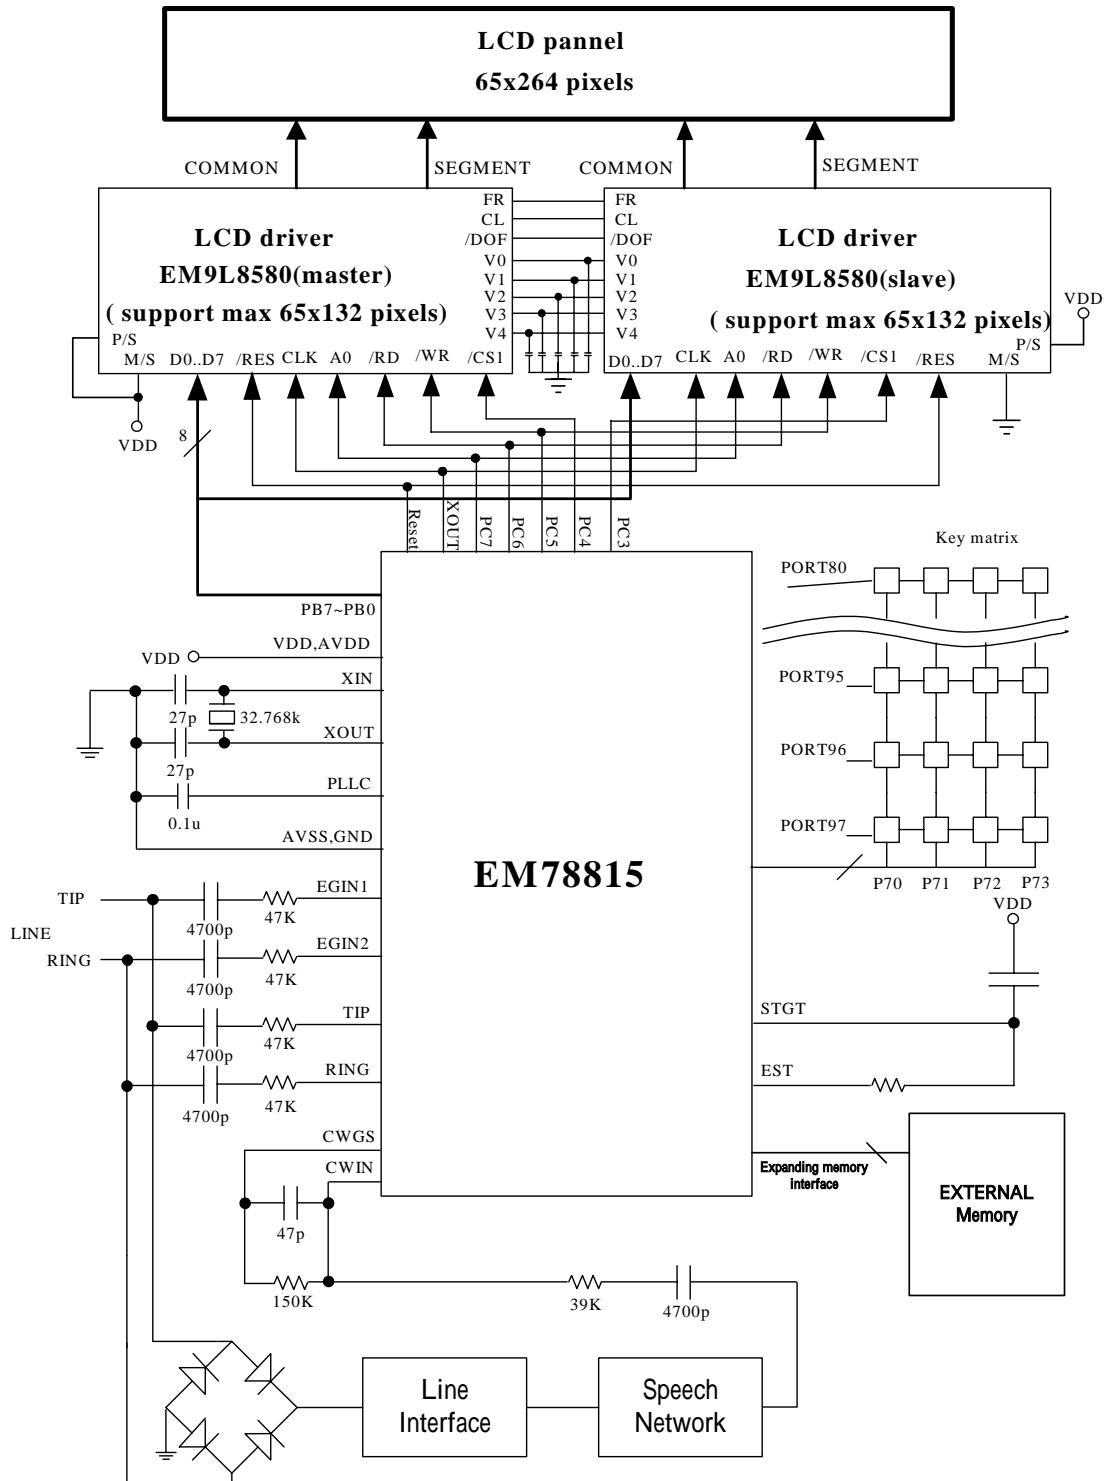 LCD pannel
65x264 pixels
COMMON
SEGMENT
COMMON
SEGMENT
LCD driver
EM9L8580(master)
( support max 65x132 pixels)
FR
CL
/DOF
V0
V1
V2
V3
V4
P/S
M/S
D0..D7
/RES
CLK
A0
/RD
/WR
/CS1
VDD
FR
CL
/DOF
V0
V1
V2
V3
V4
LCD driver
EM9L8580(slave)
( support max 65x132 pixels)
D0..D7
CLK
A0
/RD
/WR
/CS1
/RES
M/S
P/S
VDD
8
Reset
XOUT
PC7
PC6
PC5
PC4
PC3
Key matrix
PORT80
PORT95
PORT96
PORT97
P70
P71
P72
P73
PB7~PB0
VDD,AVDD
VDD
XIN
27p
32.768k
XOUT
27p
PLLC
0.1u
AVSS,GND
EM78815
TIP
LINE
RING
4700p
47K
EGIN1
4700p
47K
EGIN2
4700p
47K
TIP
4700p
47K
RING
VDD
STGT
EST
CWGS
CWIN
47p
150K
39K
4700p
Expanding memory
interface
EXTERNAL
Memory
Line
Interface
Speech
Network